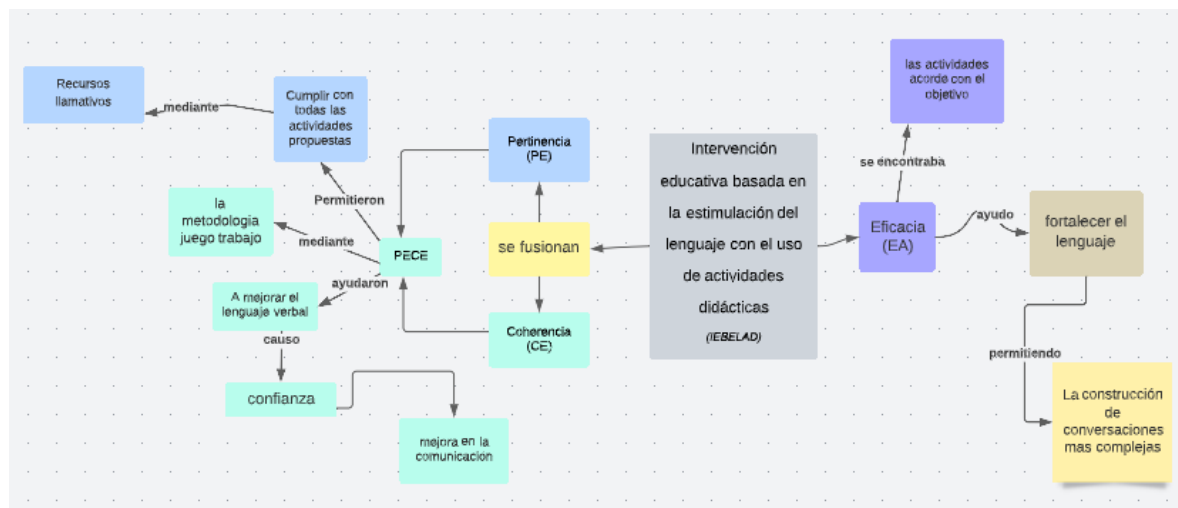 Recursos
llamativos
mediante
Cumplir con
todas las
actividades
propuestas
Permitieron
la
metodologia
juego trabajo
mediante
PECE
ayudaron
A mejorar el
lenguaje verbal
causo
confianza
mejora en la
comunicación
Pertinencia
(PE)
se fusionan
Coherencia
(CE)
Intervención
educativa basada en
la estimulación del
lenguaje con el uso
de actividades
didácticas
(IEBELAD)
las actividades
acorde con el
objetivo
se encontraba
Eficacia
(EA)
ayudo
fortalecer el
lenguaje
permitiendo
La construcción
de
conversaciones
mas complejas